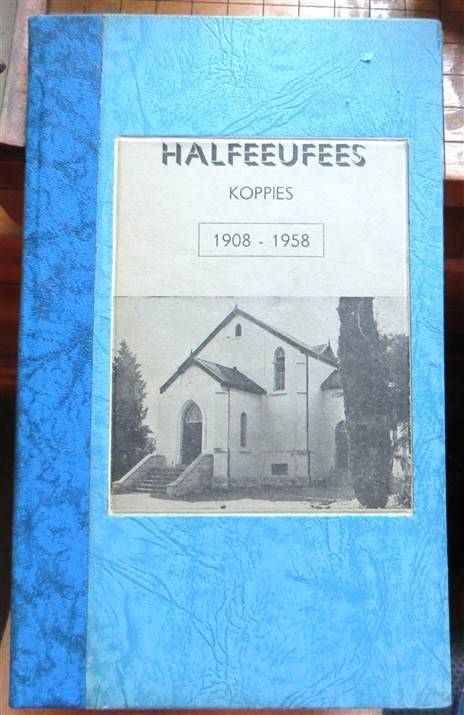 HALFEEUFEES
KOPPIES
1908 - 1958